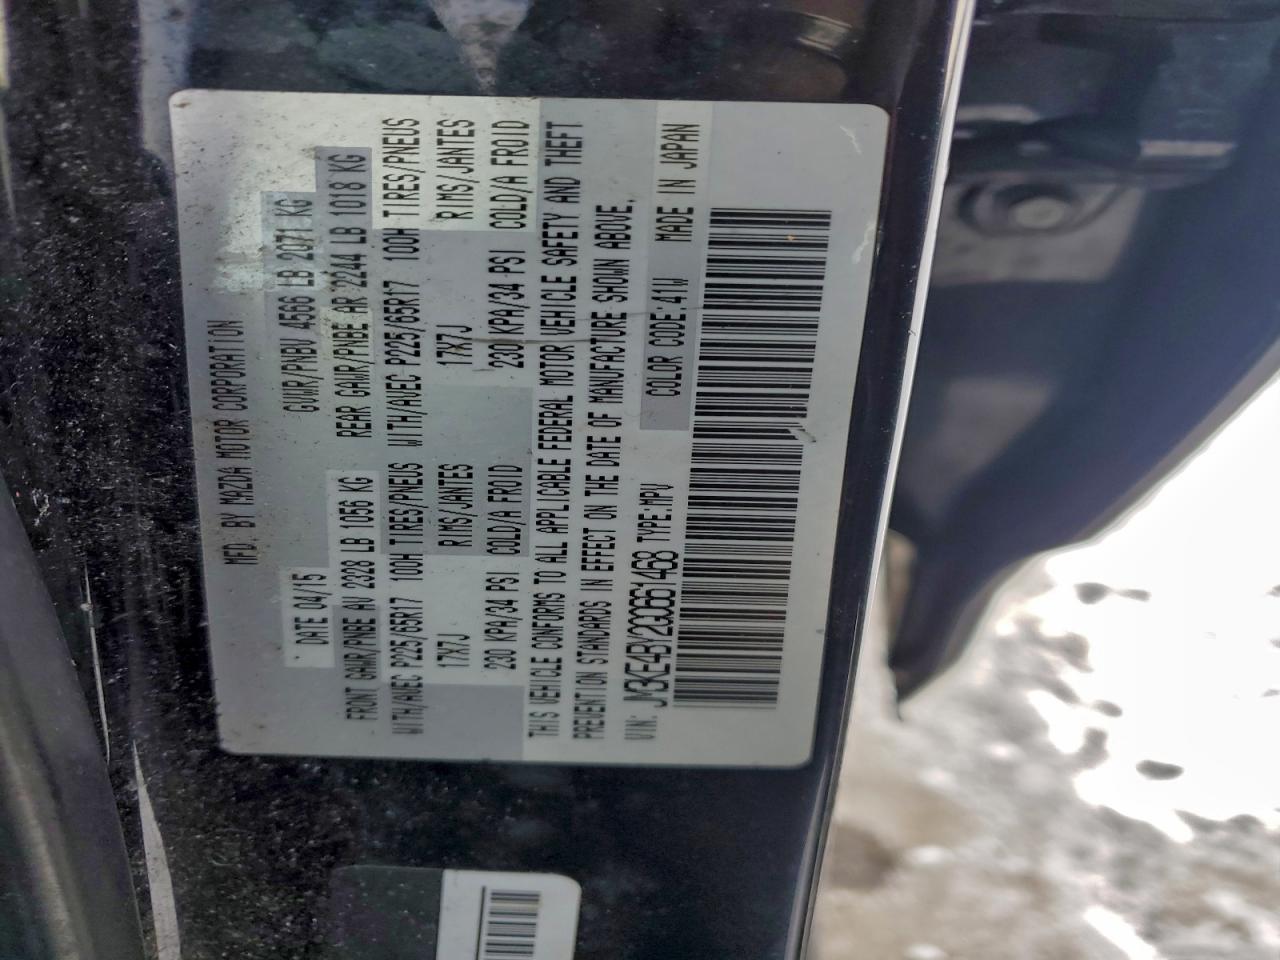 MFD. BY MAZDA MOTOR CORPORATION
DATE 04/15 GVWR/PNBV 4566 LB 2071 KG
FRONT GAWR/PNBE AV 2328 LB 1056 KG REAR GAWR/PNBE AR 2244 LB 1018 KG
WITH/AVEC P225/65R17 100H TIRES/PNEUS WITH/AVEC P225/65R17 100H TIRES/PNEUS
17X7J RIMS/JANTES 17X7J RIMS/JANTES
230 KPA/34 PSI COLD/A FROID 230 KPA/34 PSI COLD/A FROID
THIS VEHICLE CONFORMS TO ALL APPLICABLE FEDERAL MOTOR VEHICLE SAFETY AND THEFT
PREVENTION STANDARDS IN EFFECT ON THE DATE OF MANUFACTURE SHOWN ABOVE.
VIN: TYPE:MPV COLOR CODE:41W MADE IN JAPAN